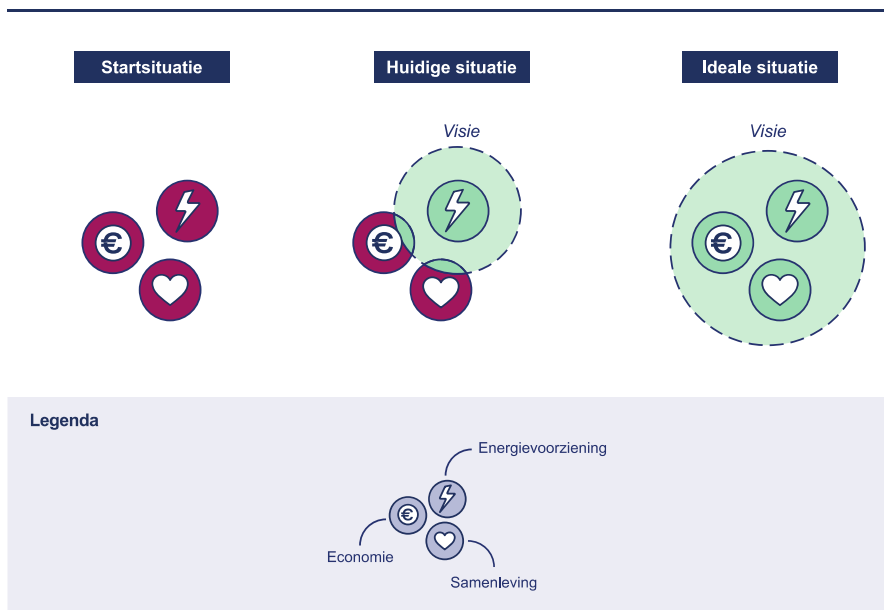 Startsituatie
Huidige situatie
Ideale situatie
Visie
Visie
€
€
€
Legenda
Energievoorziening
€
Economie
Samenleving